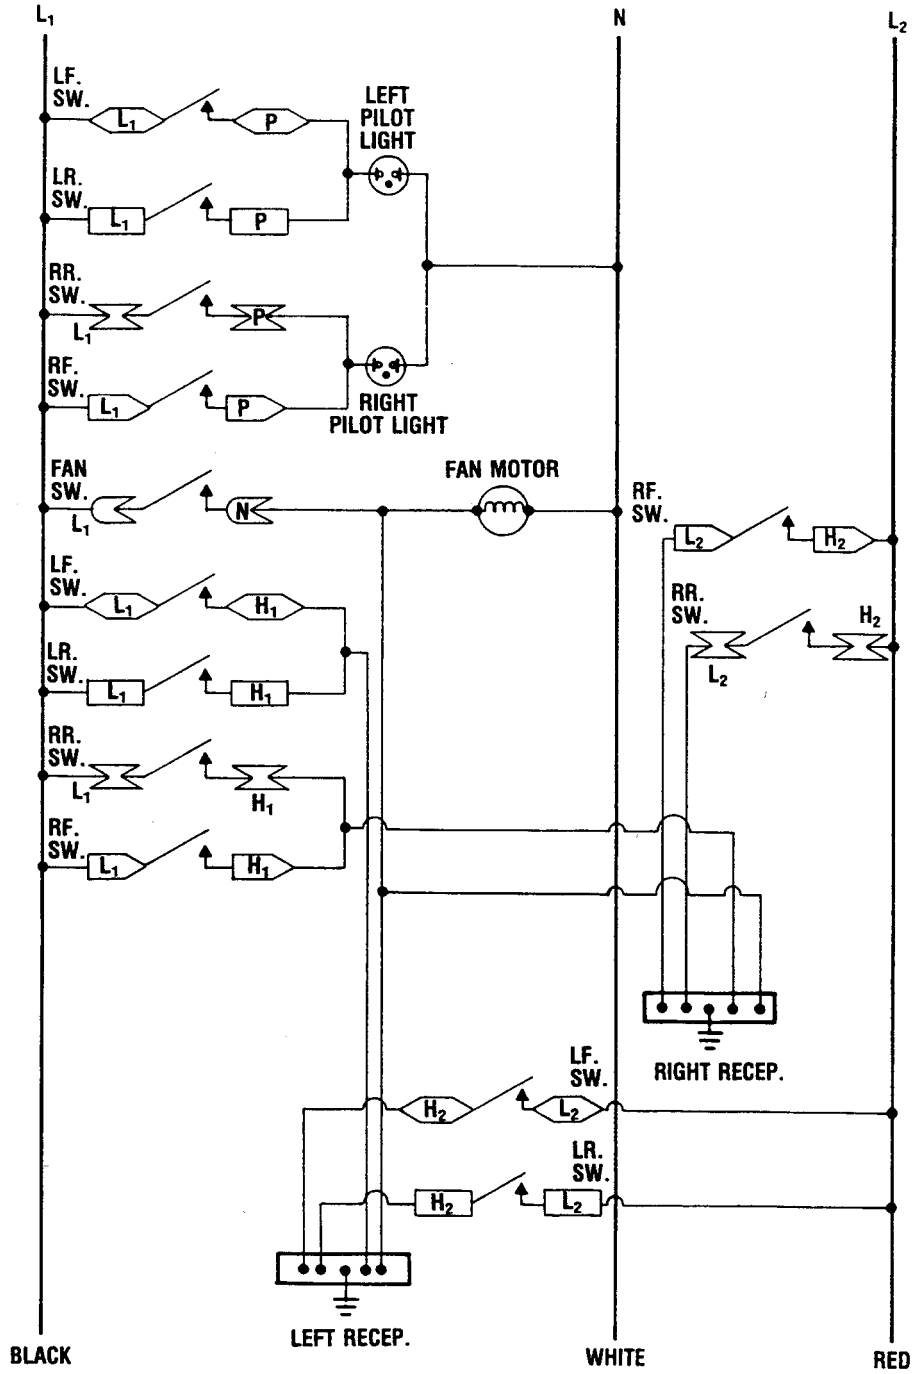 L1
N
L2
LF.
SW.
L1
P
LEFT
PILOT
LIGHT
LR.
SW.
L1
P
RR.
SW.
L1
P
RF.
SW.
L1
P
RIGHT
PILOT LIGHT
FAN
SW.
L1
N
FAN MOTOR
RF.
SW.
L2
H2
LF.
SW.
L1
H1
RR.
SW.
L2
H2
LR.
SW.
L1
H1
RR.
SW.
L1
H1
RF.
SW.
L1
H1
RIGHT RECEP.
LF.
SW.
H2
L2
LR.
SW.
H2
L2
LEFT RECEP.
BLACK
WHITE
RED